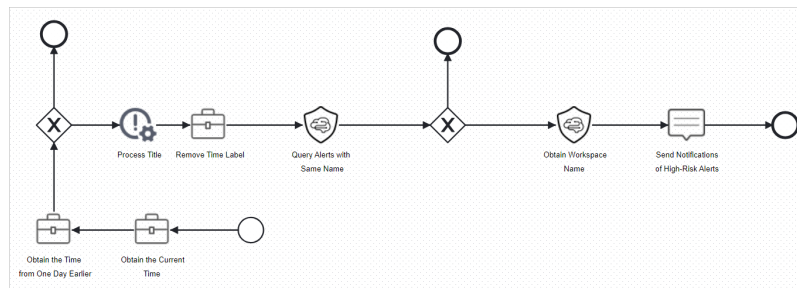 X
X
Process Title
Remove Time Label
Query Alerts with
Same Name
Obtain Workspace
Name
Send Notifications
of High-Risk Alerts
Obtain the Time
from One Day Earlier
Obtain the Current
Time